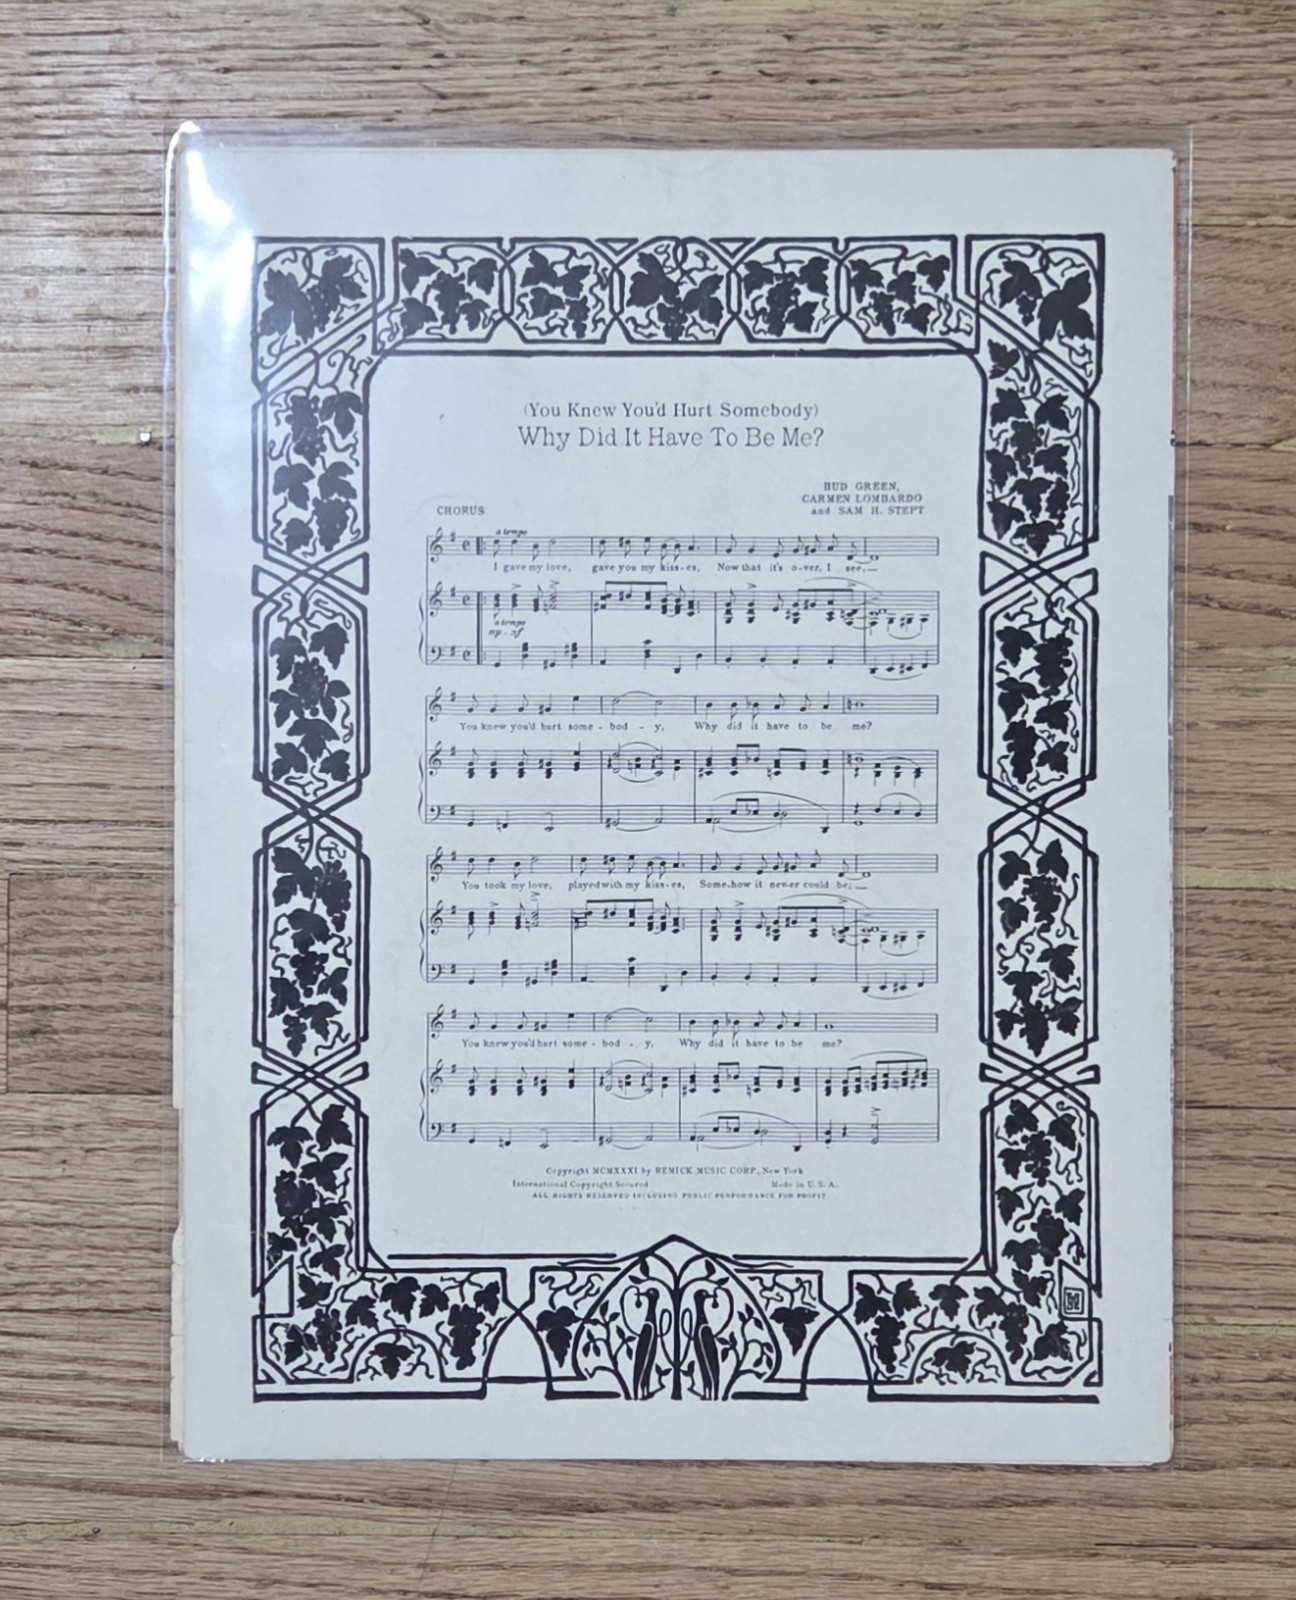 (You Knew You'd Hurt Somebody)
Why Did It Have To Be Me?
BUD GREEN,
CARMEN LOMBARDO
and SAM H. STEPT
CHORUS
a tempo
I gave my love, gave you my kiss-es, Now that it's o-ver, I see,
a tempo
mp-mf
You knew you'd hurt some - bod - y, Why did it have to be me?
You took my love, played with my kiss-es, Some-how it nev-er could be;
You knew you'd hurt some - bod - y, Why did it have to be me?
Copyright MCMXXXI by REMICK MUSIC CORP., New York
International Copyright Secured Made in U. S. A.
ALL RIGHTS RESERVED INCLUDING PUBLIC PERFORMANCE FOR PROFIT